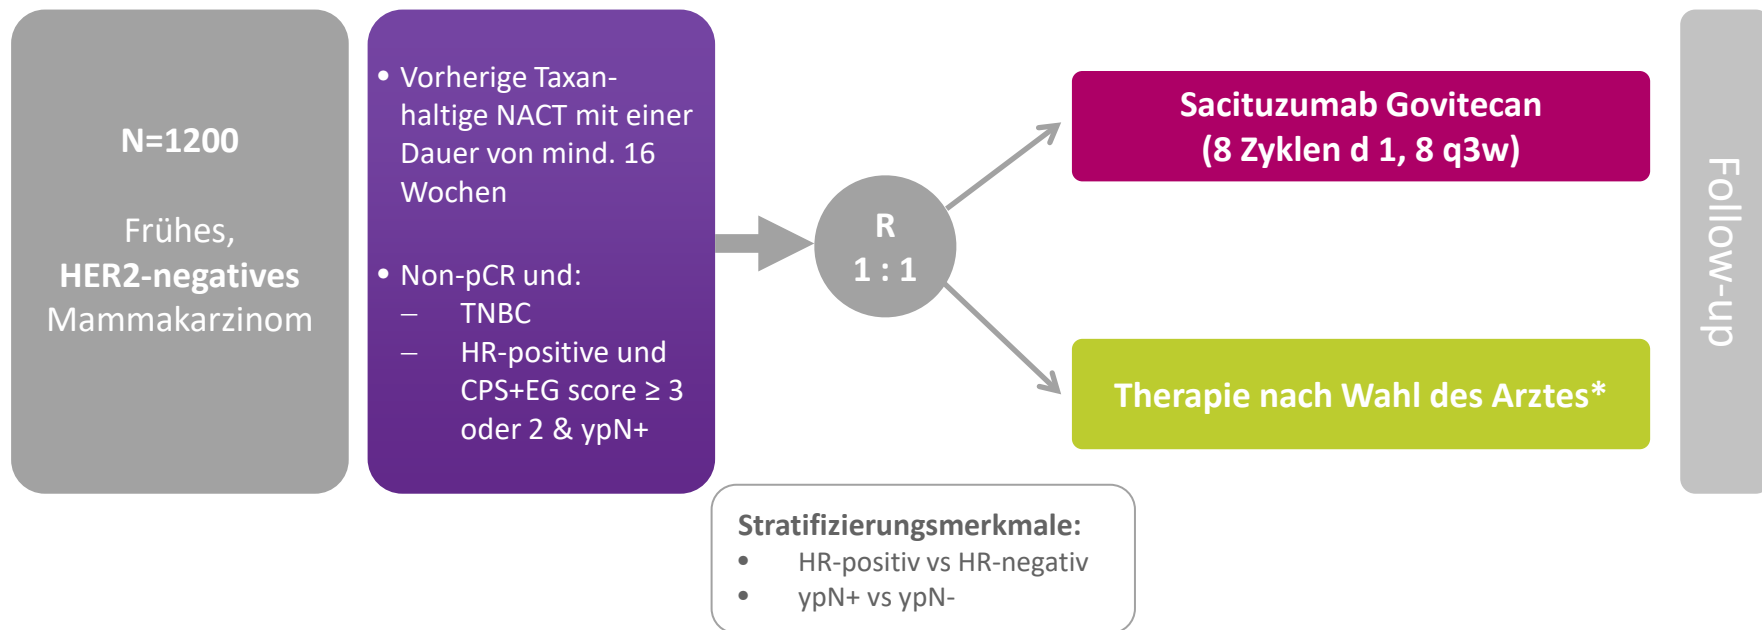 N=1200
Frühes,
HER2-negatives
Mammakarzinom
• Vorherige Taxan-
haltige NACT mit einer
Dauer von mind. 16
Wochen
• Non-pCR und:
– TNBC
– HR-positive und
CPS+EG score ≥ 3
oder 2 & ypN+
R
1 : 1
Sacituzumab Govitecan
(8 Zyklen d 1, 8 q3w)
Therapie nach Wahl des Arztes*
Follow-up
Stratifizierungsmerkmale:
• HR-positiv vs HR-negativ
• ypN+ vs ypN-